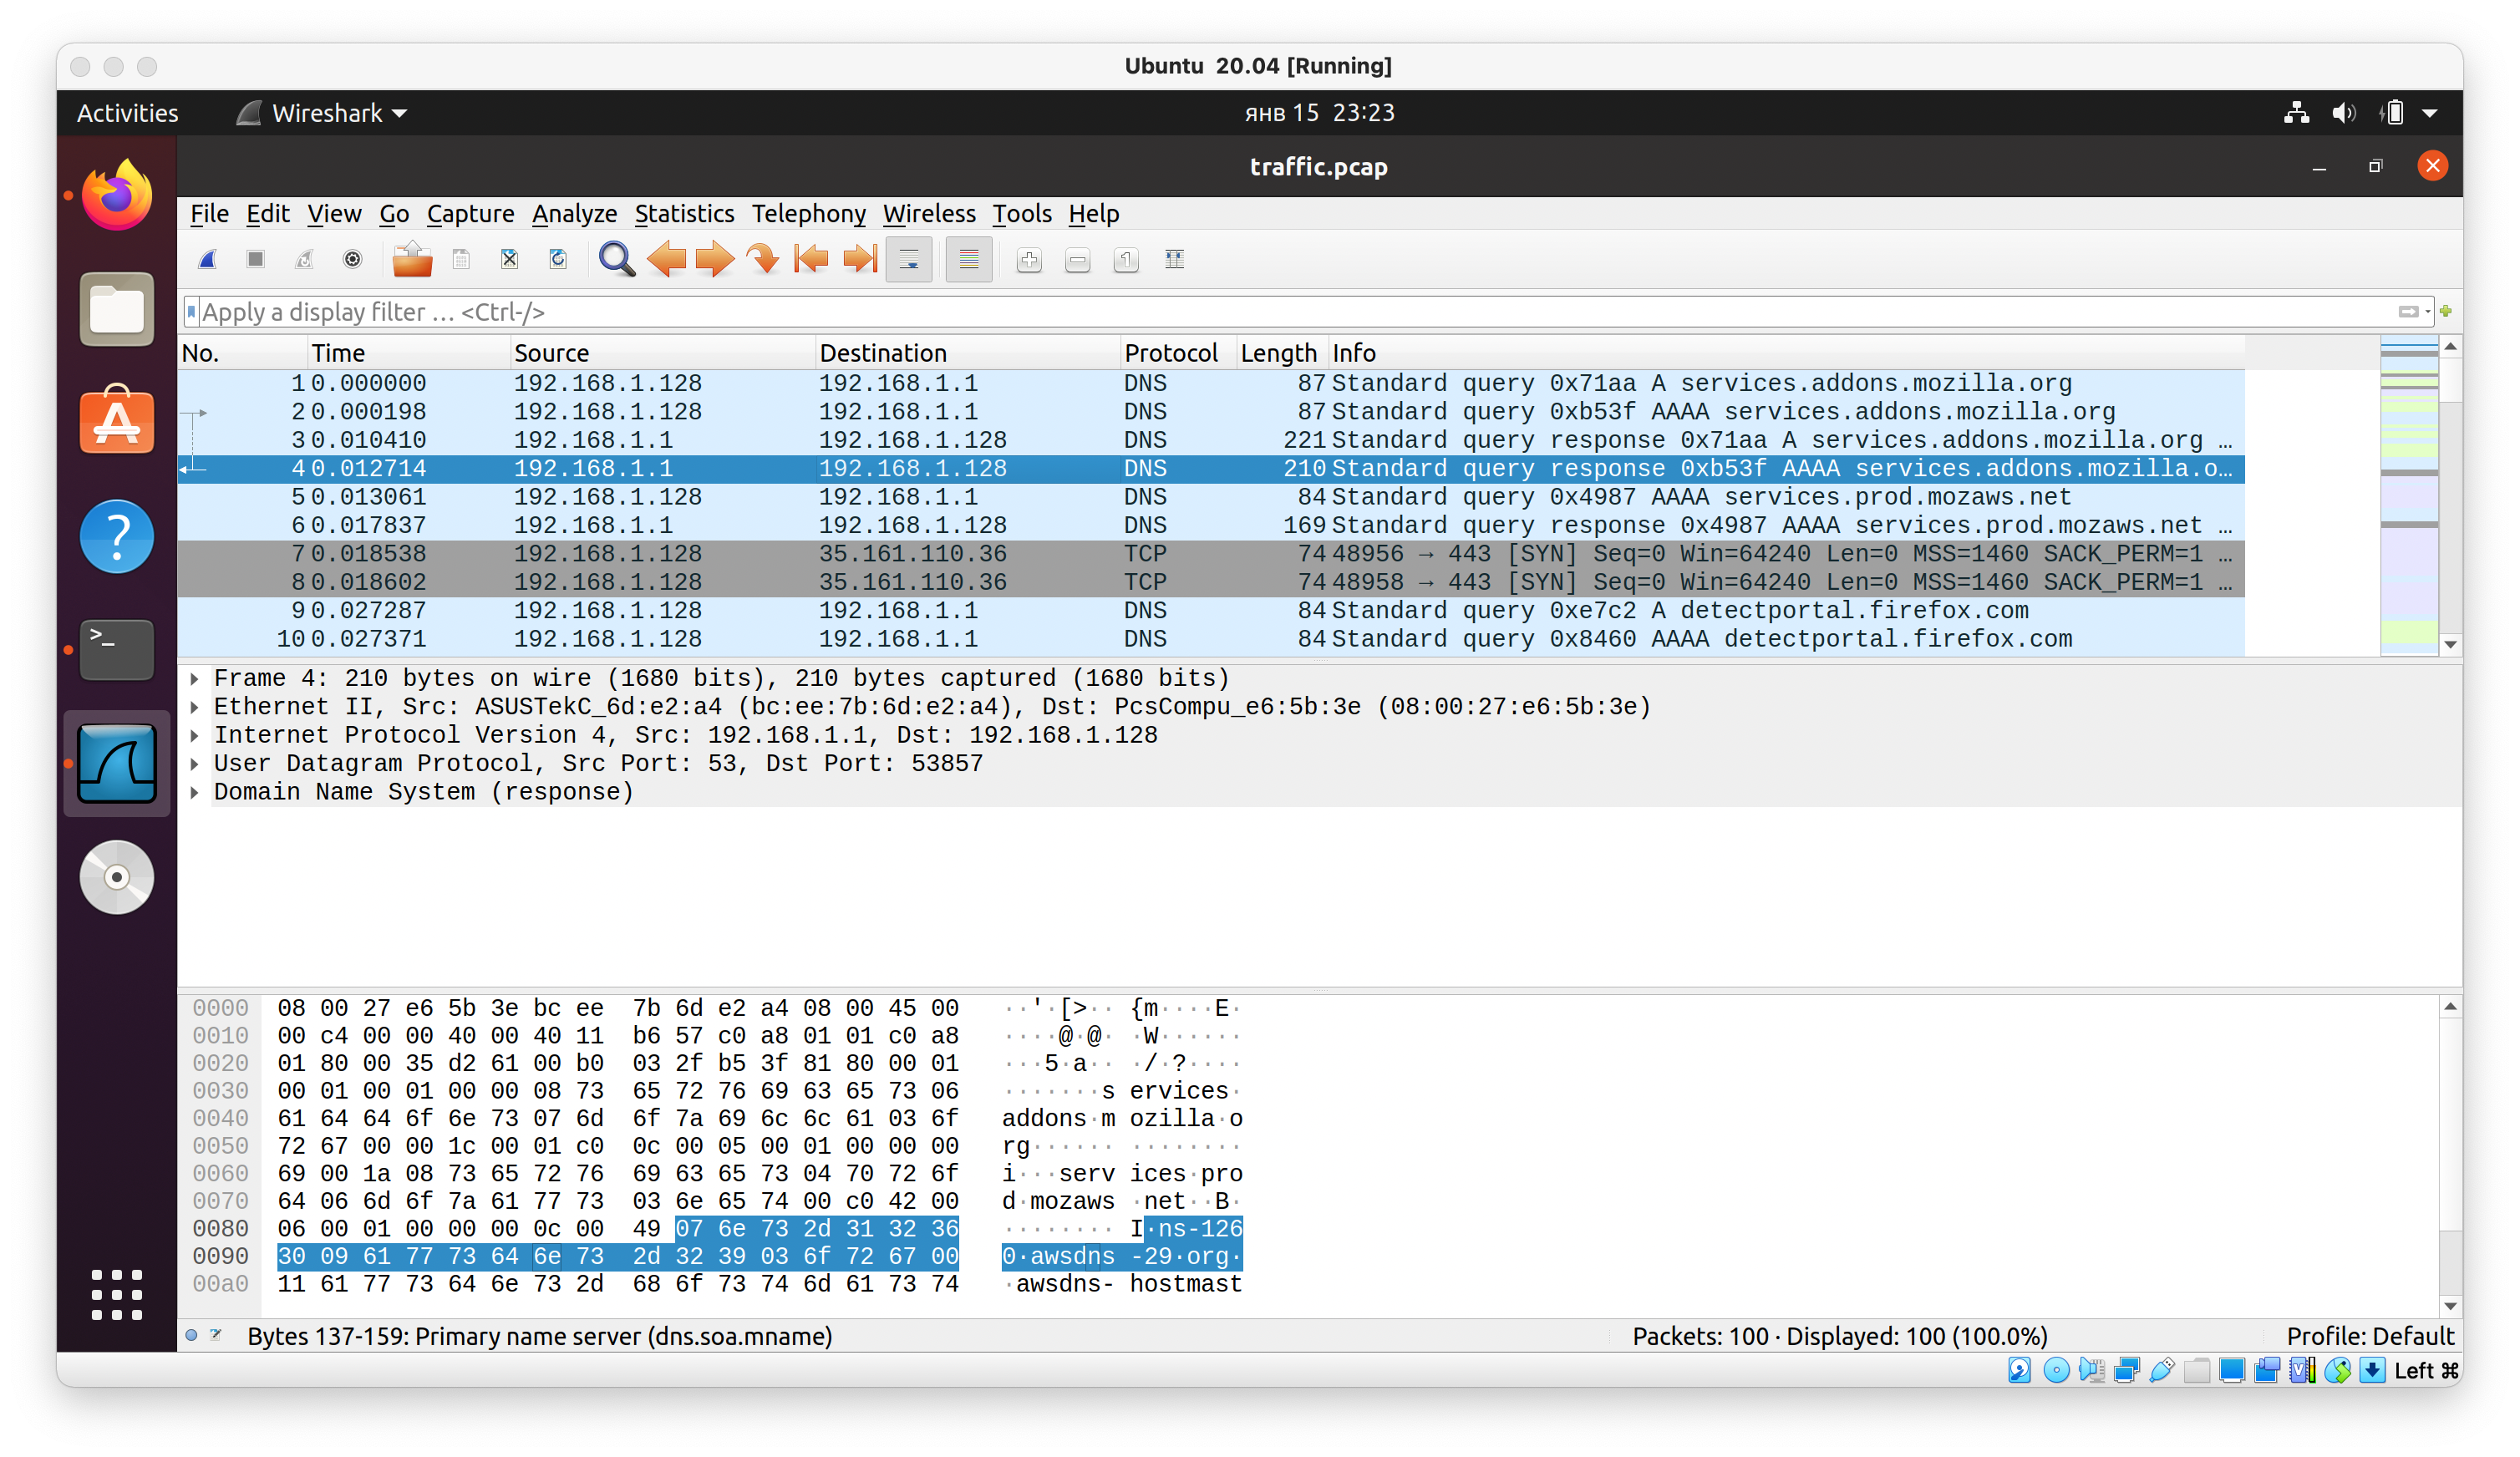 Ubuntu  20.04 [Running]
Activities Wireshark янв 15  23:23
traffic.pcap
File Edit View Go Capture Analyze Statistics Telephony Wireless Tools Help
Apply a display filter … <Ctrl-/>
No. Time Source Destination Protocol Length Info
1 0.000000 192.168.1.128 192.168.1.1 DNS 87 Standard query 0x71aa A services.addons.mozilla.org
2 0.000198 192.168.1.128 192.168.1.1 DNS 87 Standard query 0xb53f AAAA services.addons.mozilla.org
3 0.010410 192.168.1.1 192.168.1.128 DNS 221 Standard query response 0x71aa A services.addons.mozilla.org …
4 0.012714 192.168.1.1 192.168.1.128 DNS 210 Standard query response 0xb53f AAAA services.addons.mozilla.o…
5 0.013061 192.168.1.128 192.168.1.1 DNS 84 Standard query 0x4987 AAAA services.prod.mozaws.net
6 0.017837 192.168.1.1 192.168.1.128 DNS 169 Standard query response 0x4987 AAAA services.prod.mozaws.net …
7 0.018538 192.168.1.128 35.161.110.36 TCP 74 48956 → 443 [SYN] Seq=0 Win=64240 Len=0 MSS=1460 SACK_PERM=1 …
8 0.018602 192.168.1.128 35.161.110.36 TCP 74 48958 → 443 [SYN] Seq=0 Win=64240 Len=0 MSS=1460 SACK_PERM=1 …
9 0.027287 192.168.1.128 192.168.1.1 DNS 84 Standard query 0xe7c2 A detectportal.firefox.com
10 0.027371 192.168.1.128 192.168.1.1 DNS 84 Standard query 0x8460 AAAA detectportal.firefox.com
Frame 4: 210 bytes on wire (1680 bits), 210 bytes captured (1680 bits)
Ethernet II, Src: ASUSTekC_6d:e2:a4 (bc:ee:7b:6d:e2:a4), Dst: PcsCompu_e6:5b:3e (08:00:27:e6:5b:3e)
Internet Protocol Version 4, Src: 192.168.1.1, Dst: 192.168.1.128
User Datagram Protocol, Src Port: 53, Dst Port: 53857
Domain Name System (response)
0000 08 00 27 e6 5b 3e bc ee 7b 6d e2 a4 08 00 45 00 ··'·[>·· {m····E·
0010 00 c4 00 00 40 00 40 11 b6 57 c0 a8 01 01 c0 a8 ····@·@· ·W······
0020 01 80 00 35 d2 61 00 b0 03 2f b5 3f 81 80 00 01 ···5·a·· ·/·?····
0030 00 01 00 01 00 00 08 73 65 72 76 69 63 65 73 06 ·······s ervices·
0040 61 64 64 6f 6e 73 07 6d 6f 7a 69 6c 6c 61 03 6f addons·m ozilla·o
0050 72 67 00 00 1c 00 01 c0 0c 00 05 00 01 00 00 00 rg······ ········
0060 69 00 1a 08 73 65 72 76 69 63 65 73 04 70 72 6f i···serv ices·pro
0070 64 06 6d 6f 7a 61 77 73 03 6e 65 74 00 c0 42 00 d·mozaws ·net··B·
0080 06 00 01 00 00 00 0c 00 49 07 6e 73 2d 31 32 36 ········ I·ns-126
0090 30 09 61 77 73 64 6e 73 2d 32 39 03 6f 72 67 00 0·awsdns -29·org·
00a0 11 61 77 73 64 6e 73 2d 68 6f 73 74 6d 61 73 74 ·awsdns- hostmast
Bytes 137-159: Primary name server (dns.soa.mname) Packets: 100 · Displayed: 100 (100.0%) Profile: Default
Left ⌘